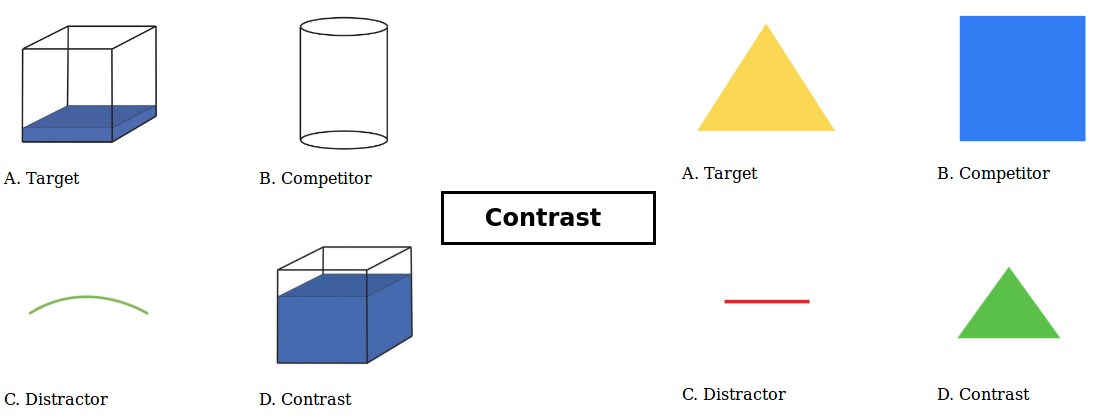 A. Target
B. Competitor
C. Distractor
D. Contrast
Contrast
A. Target
B. Competitor
C. Distractor
D. Contrast